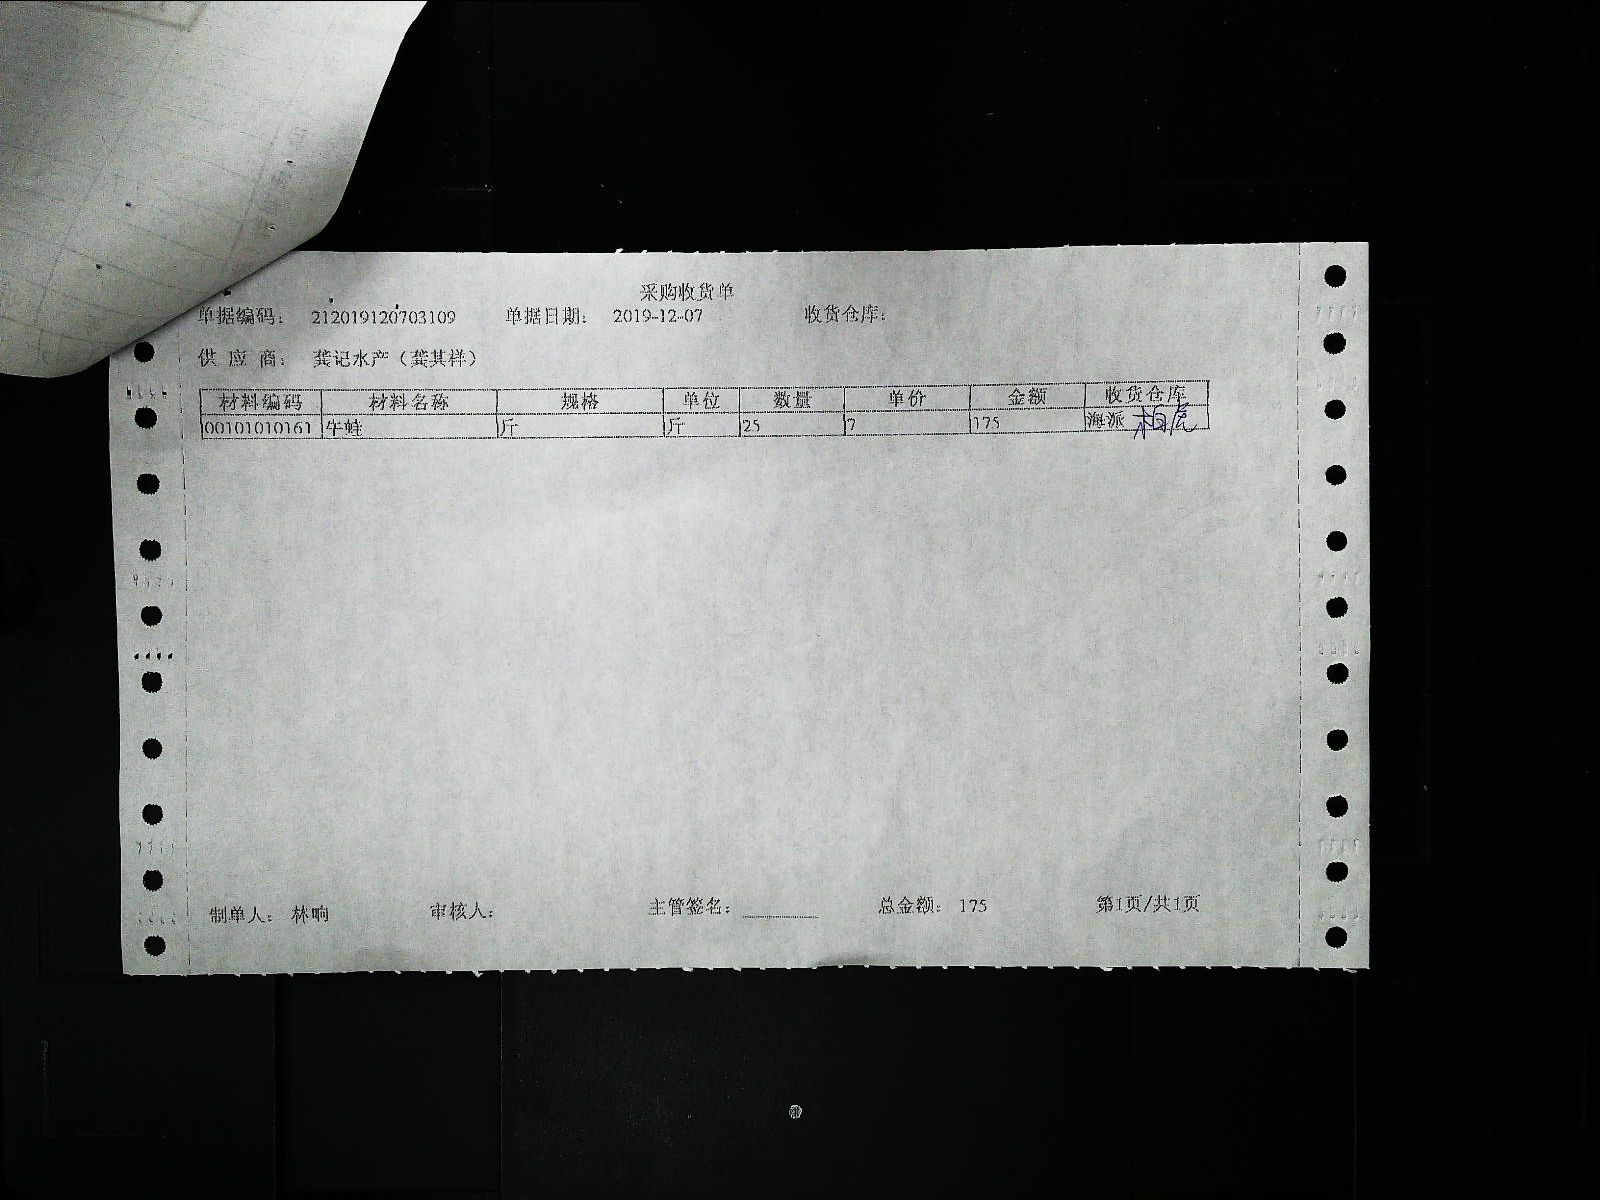 采购收货单
单据编码： 212019120703109 单据日期： 2019-12-07 收货仓库：
供 应 商： 龚记水产（龚其祥）
材料编码 材料名称 规格 单位 数量 单价 金额 收货仓库
00101010161 牛蛙 斤 斤 25 7 175 海派
制单人： 林响 审核人： 主管签名： 总金额： 175 第1页/共1页